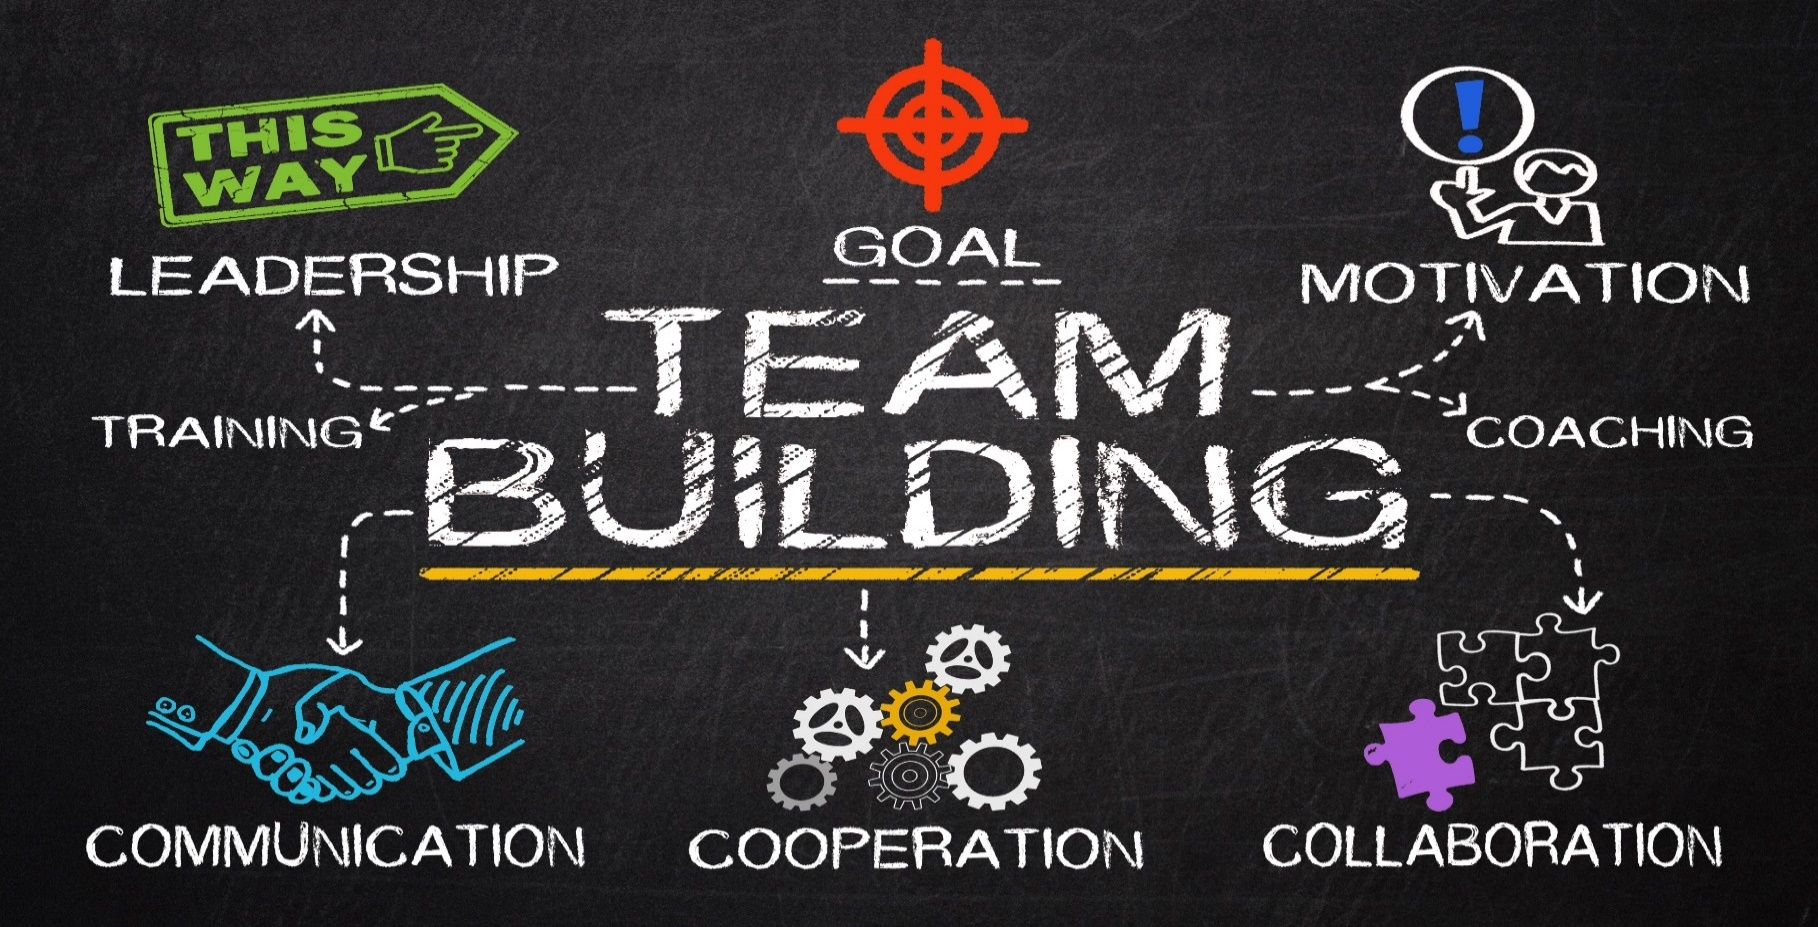 THIS
WAY
LEADERSHIP
GOAL
!
MOTIVATION
TEAM
TRAINING
COACHING
BUILDING
COMMUNICATION
COOPERATION
COLLABORATION